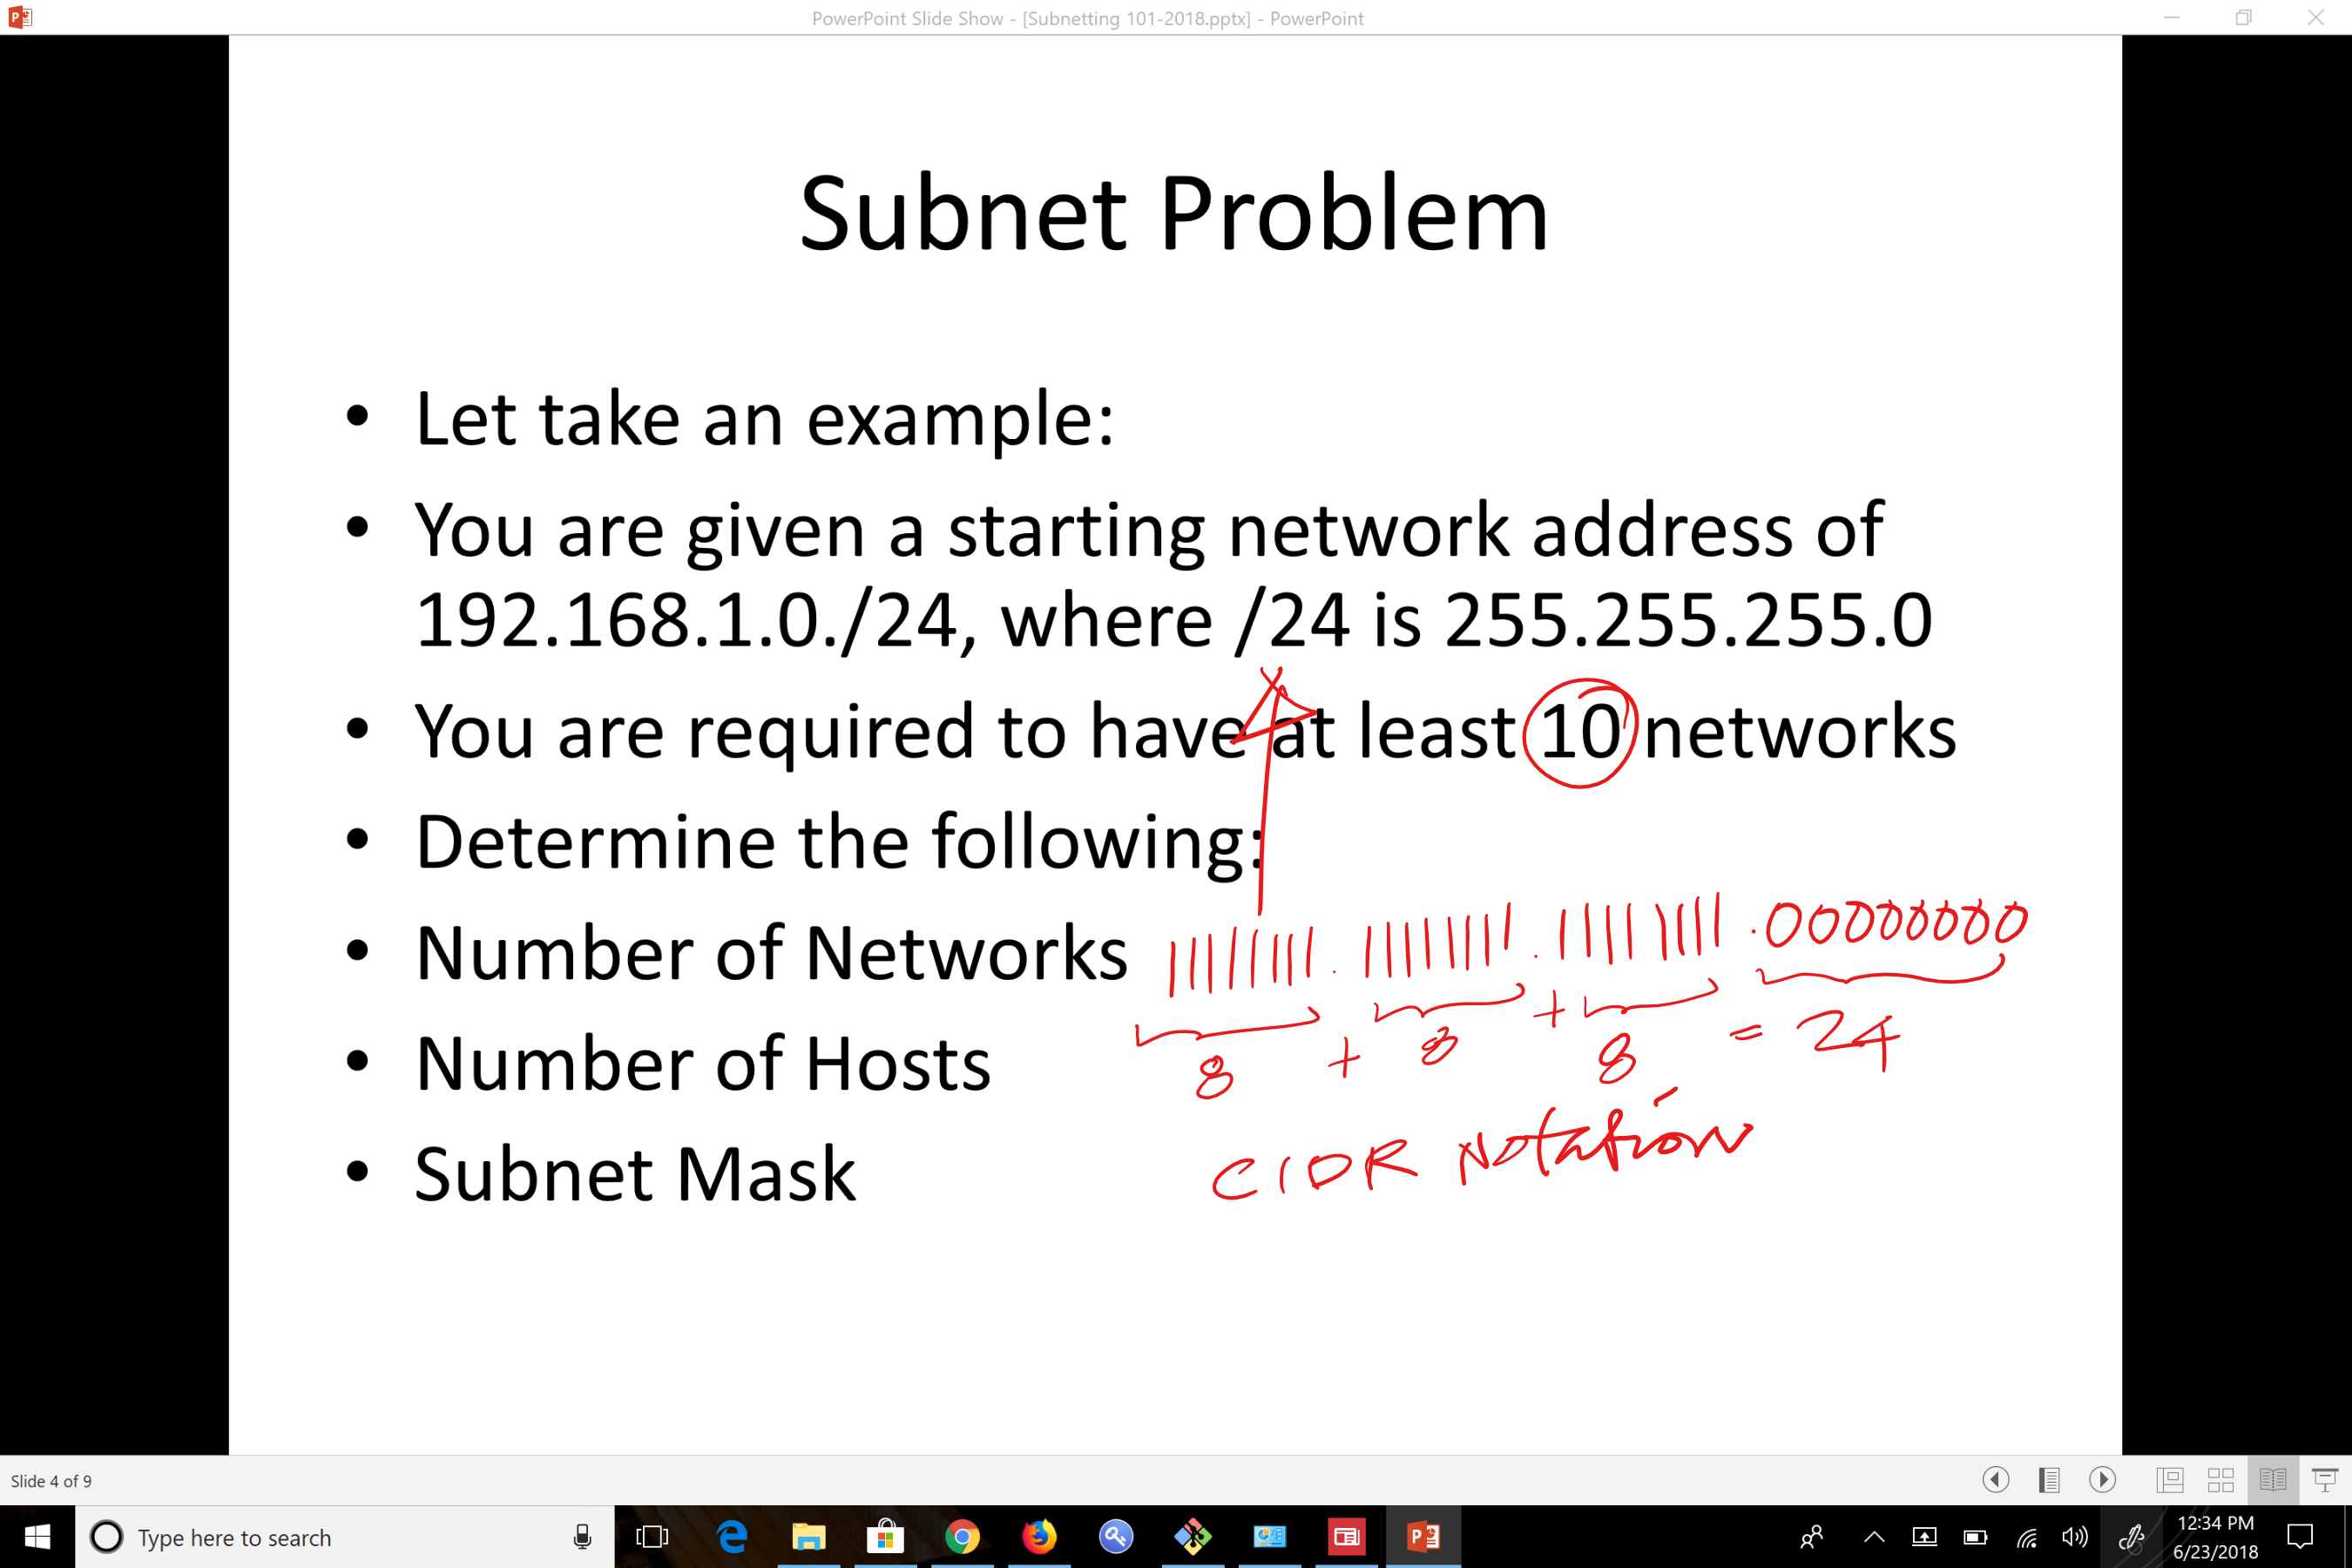 PowerPoint Slide Show - [Subnetting 101-2018.pptx] - PowerPoint
Subnet Problem
• Let take an example:
• You are given a starting network address of
192.168.1.0./24, where /24 is 255.255.255.0
• You are required to have at least 10 networks
• Determine the following:
• Number of Networks
11111111.11111111.11111111.00000000
8 + 8 + 8 = 24
• Number of Hosts
CIDR Notation
• Subnet Mask
Slide 4 of 9
Type here to search
12:34 PM
6/23/2018